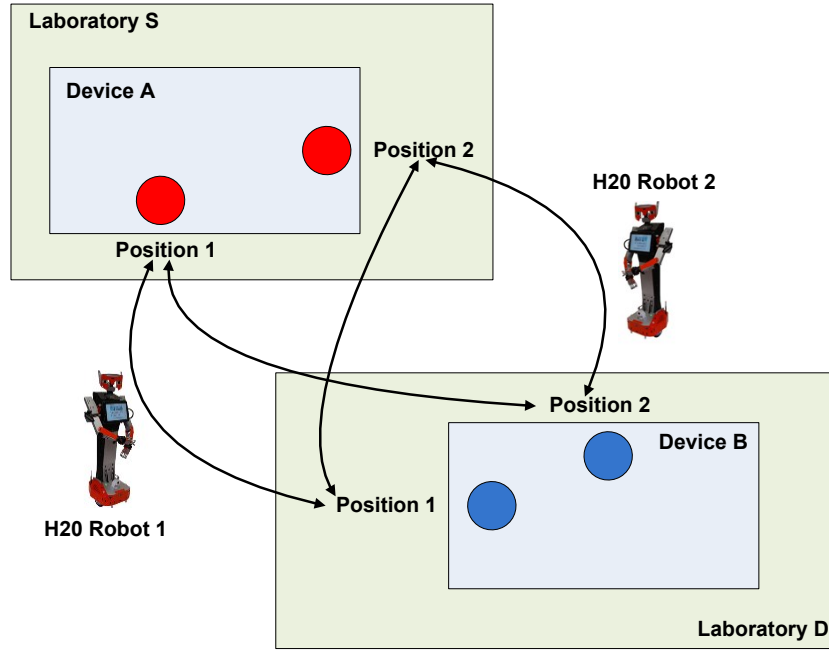 Laboratory S
Device A
Position 2
Position 1
H20 Robot 2
H20 Robot 1
Position 2
Device B
Position 1
Laboratory D